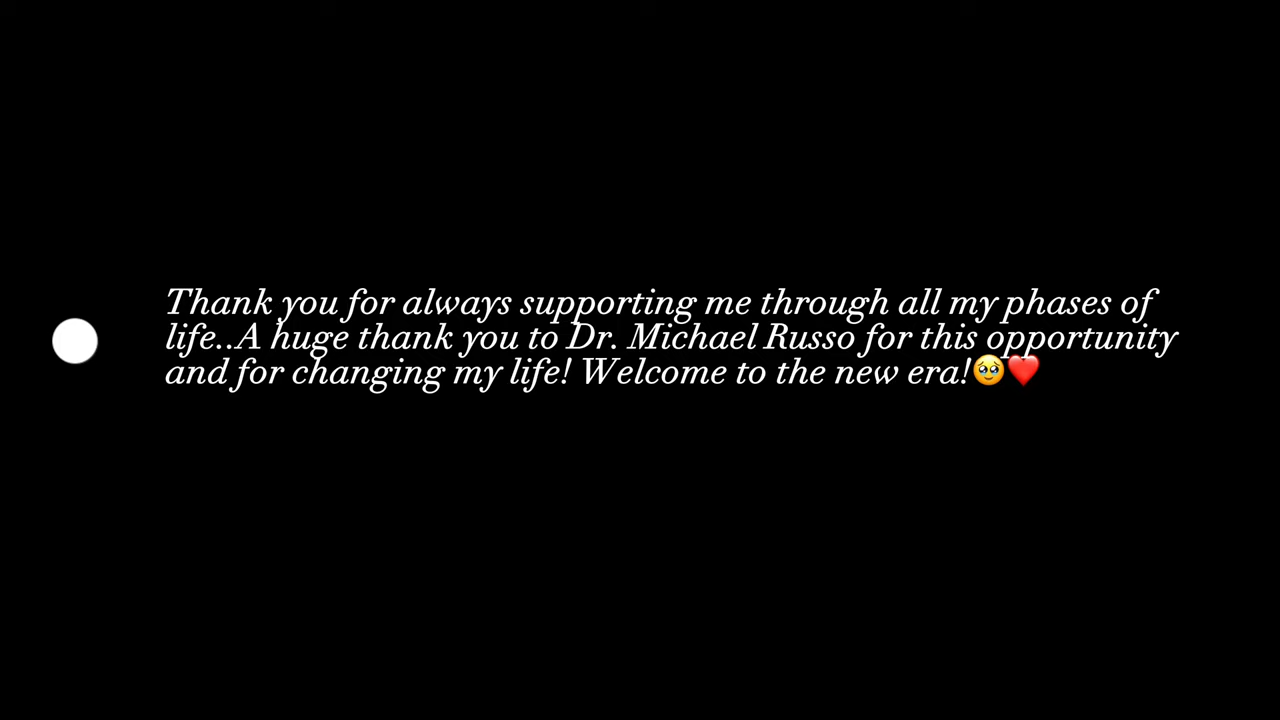 Thank you for always supporting me through all my phases of
life..A huge thank you to Dr. Michael Russo for this opportunity
and for changing my life! Welcome to the new era!🥹❤️